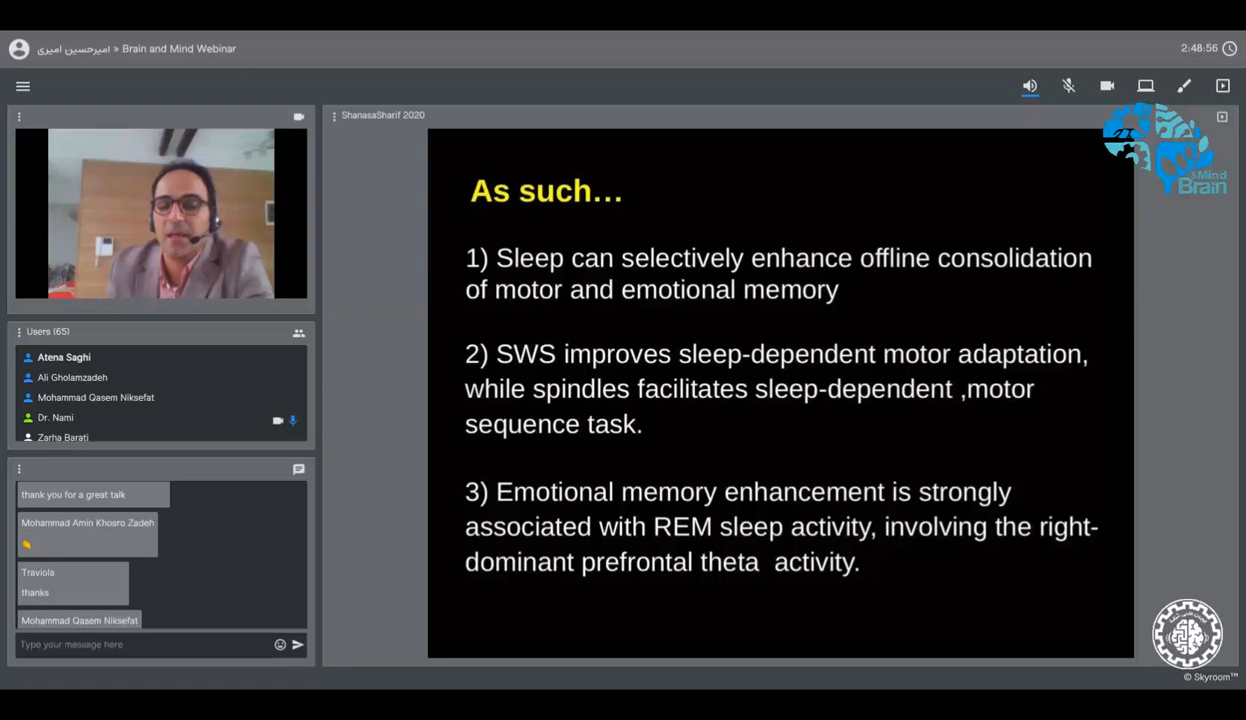 امیرحسین امیری » Brain and Mind Webinar
2:48:56
ShanasaSharif 2020
&Mind
Brain
As such…
1) Sleep can selectively enhance offline consolidation
of motor and emotional memory
2) SWS improves sleep-dependent motor adaptation,
while spindles facilitates sleep-dependent ,motor
sequence task.
3) Emotional memory enhancement is strongly
associated with REM sleep activity, involving the right-
dominant prefrontal theta activity.
Users (65)
Atena Saghi
Ali Gholamzadeh
Mohammad Qasem Niksefat
Dr. Nami
Zarha Barati
thank you for a great talk
Mohammad Amin Khosro Zadeh
Traviola
thanks
Mohammad Qasem Niksefat
Type your message here
© Skyroom™